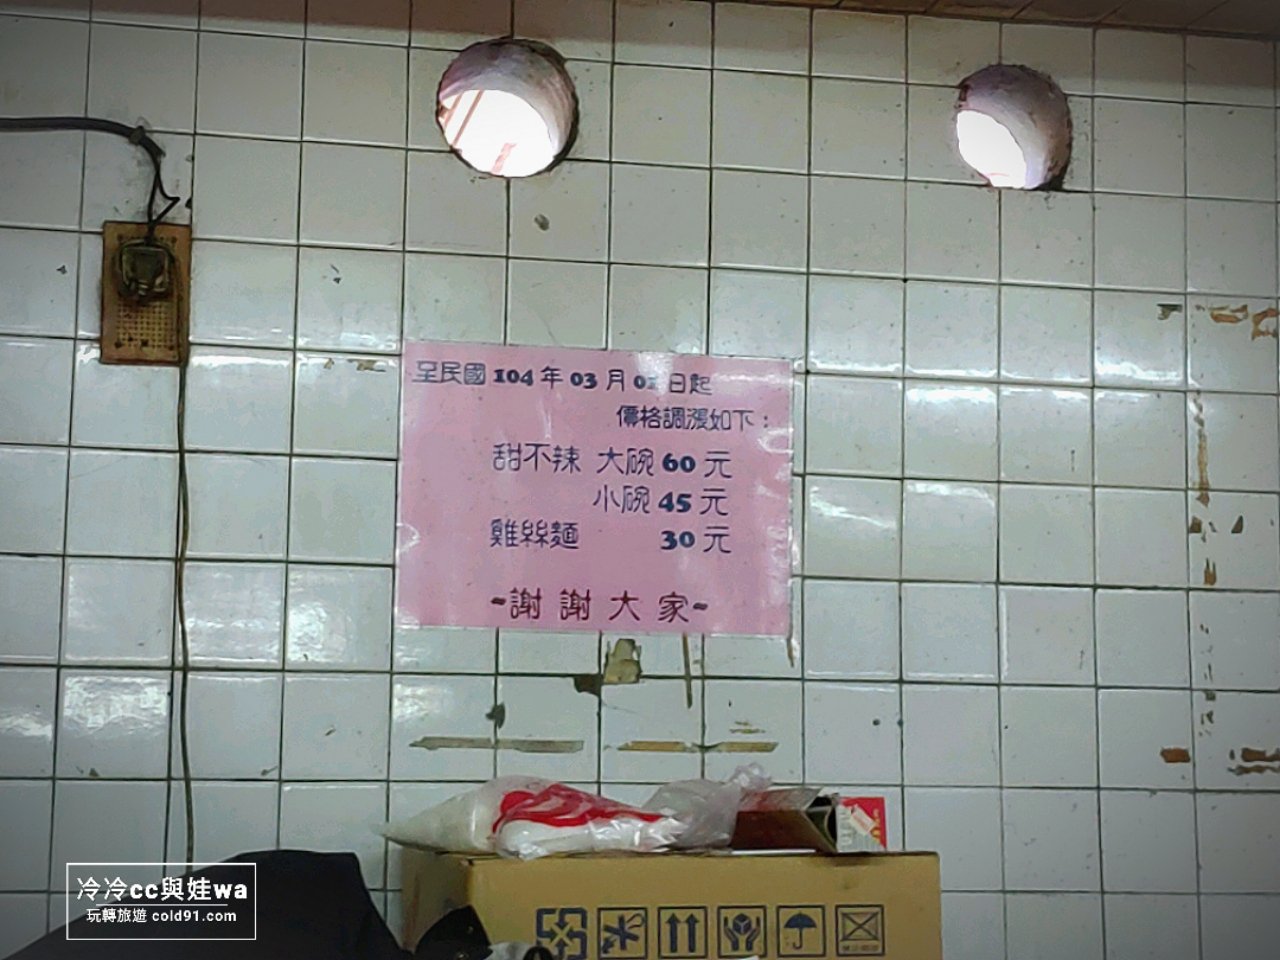 至民國 104 年 03 月 01 日起
價格調漲如下：
甜不辣 大碗 60 元
小碗 45 元
雞絲麵 30 元
~謝 謝 大 家~
冷冷cc與娃wa
玩轉旅遊 cold91.com